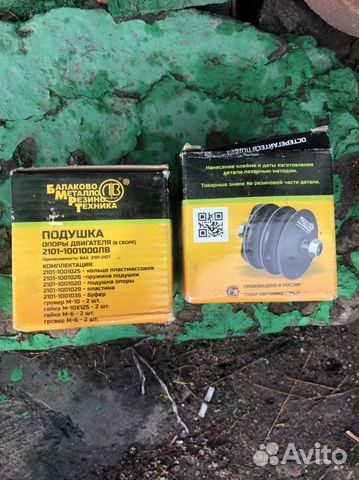 БАЛАКОВО
МЕТАЛЛО
РЕЗИНО
ТЕХНИКА
ПОДУШКА
ОПОРЫ ДВИГАТЕЛЯ (В СБОРЕ)
2101-1001000ЛВ
Применяемость: ВАЗ 2101-2107
КОМПЛЕКТАЦИЯ:
2101-1001025 - кольцо пластмассовое
2101-1001028 -пружина подушки
2101-1001020 - подушка опоры
2101-1001029 - пластина
2101-1001035 - буфер
гровер М-10 - 2 шт.
гайка М-10Х125 - 2 шт.
гайка М-6 - 2 шт.
гровер М-6 - 2 шт.
ОСТЕРЕГАЙТЕСЬ
Нанесение клейма и даты изготовления
детали лазерным методом.
Товарные знаки по резиновой части детали.
ПРОИЗВЕДЕНО В РОССИИ
ТОВАР
Avito